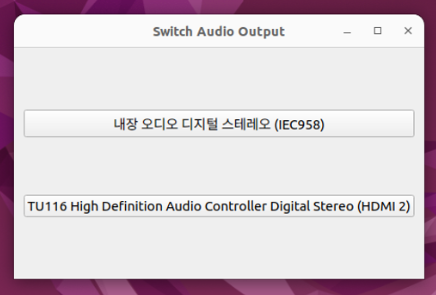 Switch Audio Output
내장 오디오 디지털 스테레오 (IEC958)
TU116 High Definition Audio Controller Digital Stereo (HDMI 2)